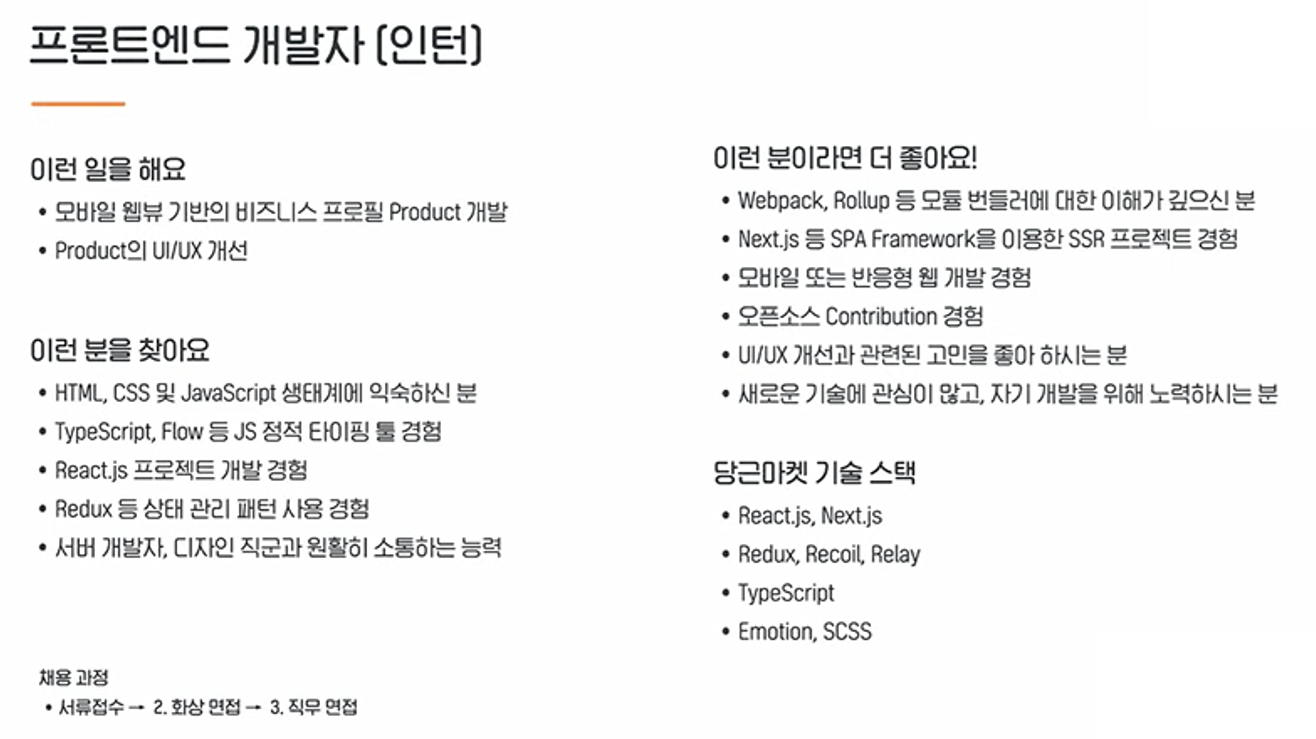 프론트엔드 개발자 (인턴)
이런 일을 해요
• 모바일 웹뷰 기반의 비즈니스 프로필 Product 개발
• Product의 UI/UX 개선
이런 분을 찾아요
• HTML, CSS 및 JavaScript 생태계에 익숙하신 분
• TypeScript, Flow 등 JS 정적 타이핑 툴 경험
• React.js 프로젝트 개발 경험
• Redux 등 상태 관리 패턴 사용 경험
• 서버 개발자, 디자인 직군과 원활히 소통하는 능력
채용 과정
• 서류접수 → 2. 화상 면접 → 3. 직무 면접
이런 분이라면 더 좋아요!
• Webpack, Rollup 등 모듈 번들러에 대한 이해가 깊으신 분
• Next.js 등 SPA Framework을 이용한 SSR 프로젝트 경험
• 모바일 또는 반응형 웹 개발 경험
• 오픈소스 Contribution 경험
• UI/UX 개선과 관련된 고민을 좋아 하시는 분
• 새로운 기술에 관심이 많고, 자기 개발을 위해 노력하시는 분
당근마켓 기술 스택
• React.js, Next.js
• Redux, Recoil, Relay
• TypeScript
• Emotion, SCSS